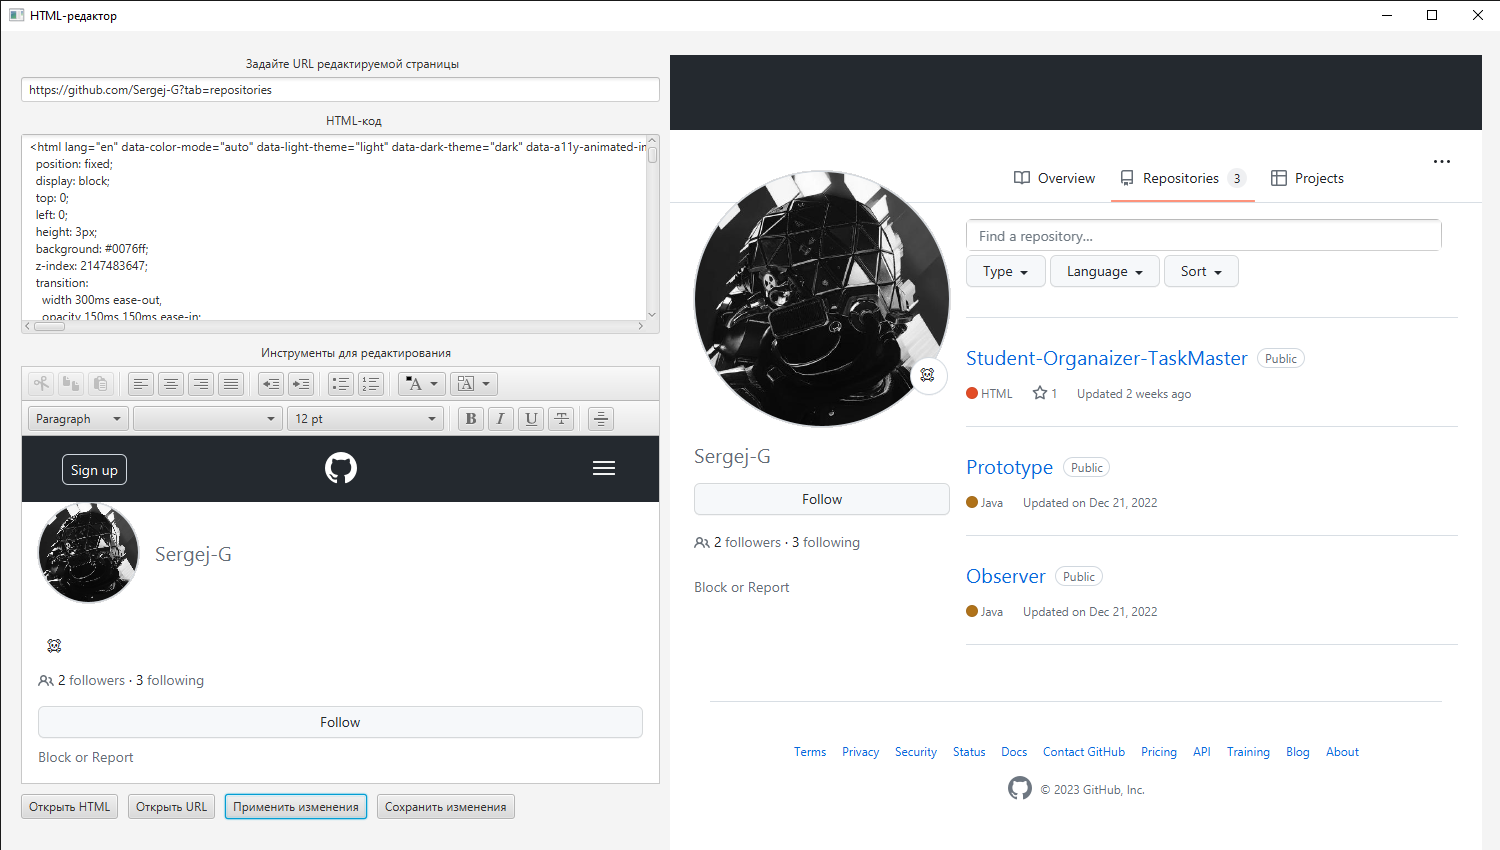 HTML-редактор
Задайте URL редактируемой страницы
https://github.com/Sergej-G?tab=repositories
HTML-код
<html lang="en" data-color-mode="auto" data-light-theme="light" data-dark-theme="dark" data-a11y-animated-in
position: fixed;
display: block;
top: 0;
left: 0;
height: 3px;
background: #0076ff;
z-index: 2147483647;
transition:
width 300ms ease-out,
opacity 150ms 150ms ease-in;
Инструменты для редактирования
Paragraph
12 pt
B I U T
Sign up
Sergej-G
2 followers · 3 following
Follow
Block or Report
Открыть HTML Открыть URL Применить изменения Сохранить изменения
Overview Repositories 3 Projects
Find a repository...
Type Language Sort
Student-Organaizer-TaskMaster Public
HTML 1 Updated 2 weeks ago
Prototype Public
Java Updated on Dec 21, 2022
Observer Public
Java Updated on Dec 21, 2022
Sergej-G
Follow
2 followers · 3 following
Block or Report
Terms Privacy Security Status Docs Contact GitHub Pricing API Training Blog About
© 2023 GitHub, Inc.